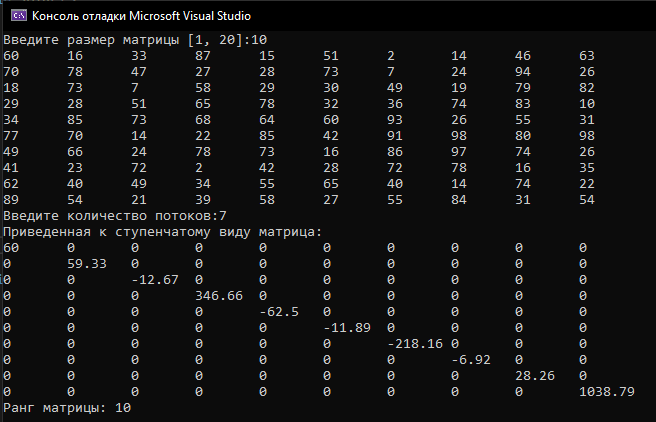 Консоль отладки Microsoft Visual Studio
Введите размер матрицы [1, 20]:10
60 16 33 87 15 51 2 14 46 63
70 78 47 27 28 73 7 24 94 26
18 73 7 58 29 30 49 19 79 82
29 28 51 65 78 32 36 74 83 10
34 85 73 68 64 60 93 26 55 31
77 70 14 22 85 42 91 98 80 98
49 66 24 78 73 16 86 97 74 26
41 23 72 2 42 28 72 78 16 35
62 40 49 34 55 65 40 14 74 22
89 54 21 39 58 27 55 84 31 54
Введите количество потоков:7
Приведенная к ступенчатому виду матрица:
60 0 0 0 0 0 0 0 0 0
0 59.33 0 0 0 0 0 0 0 0
0 0 -12.67 0 0 0 0 0 0 0
0 0 0 346.66 0 0 0 0 0 0
0 0 0 0 -62.5 0 0 0 0 0
0 0 0 0 0 -11.89 0 0 0 0
0 0 0 0 0 0 -218.16 0 0 0
0 0 0 0 0 0 0 -6.92 0 0
0 0 0 0 0 0 0 0 28.26 0
0 0 0 0 0 0 0 0 0 1038.79
Ранг матрицы: 10